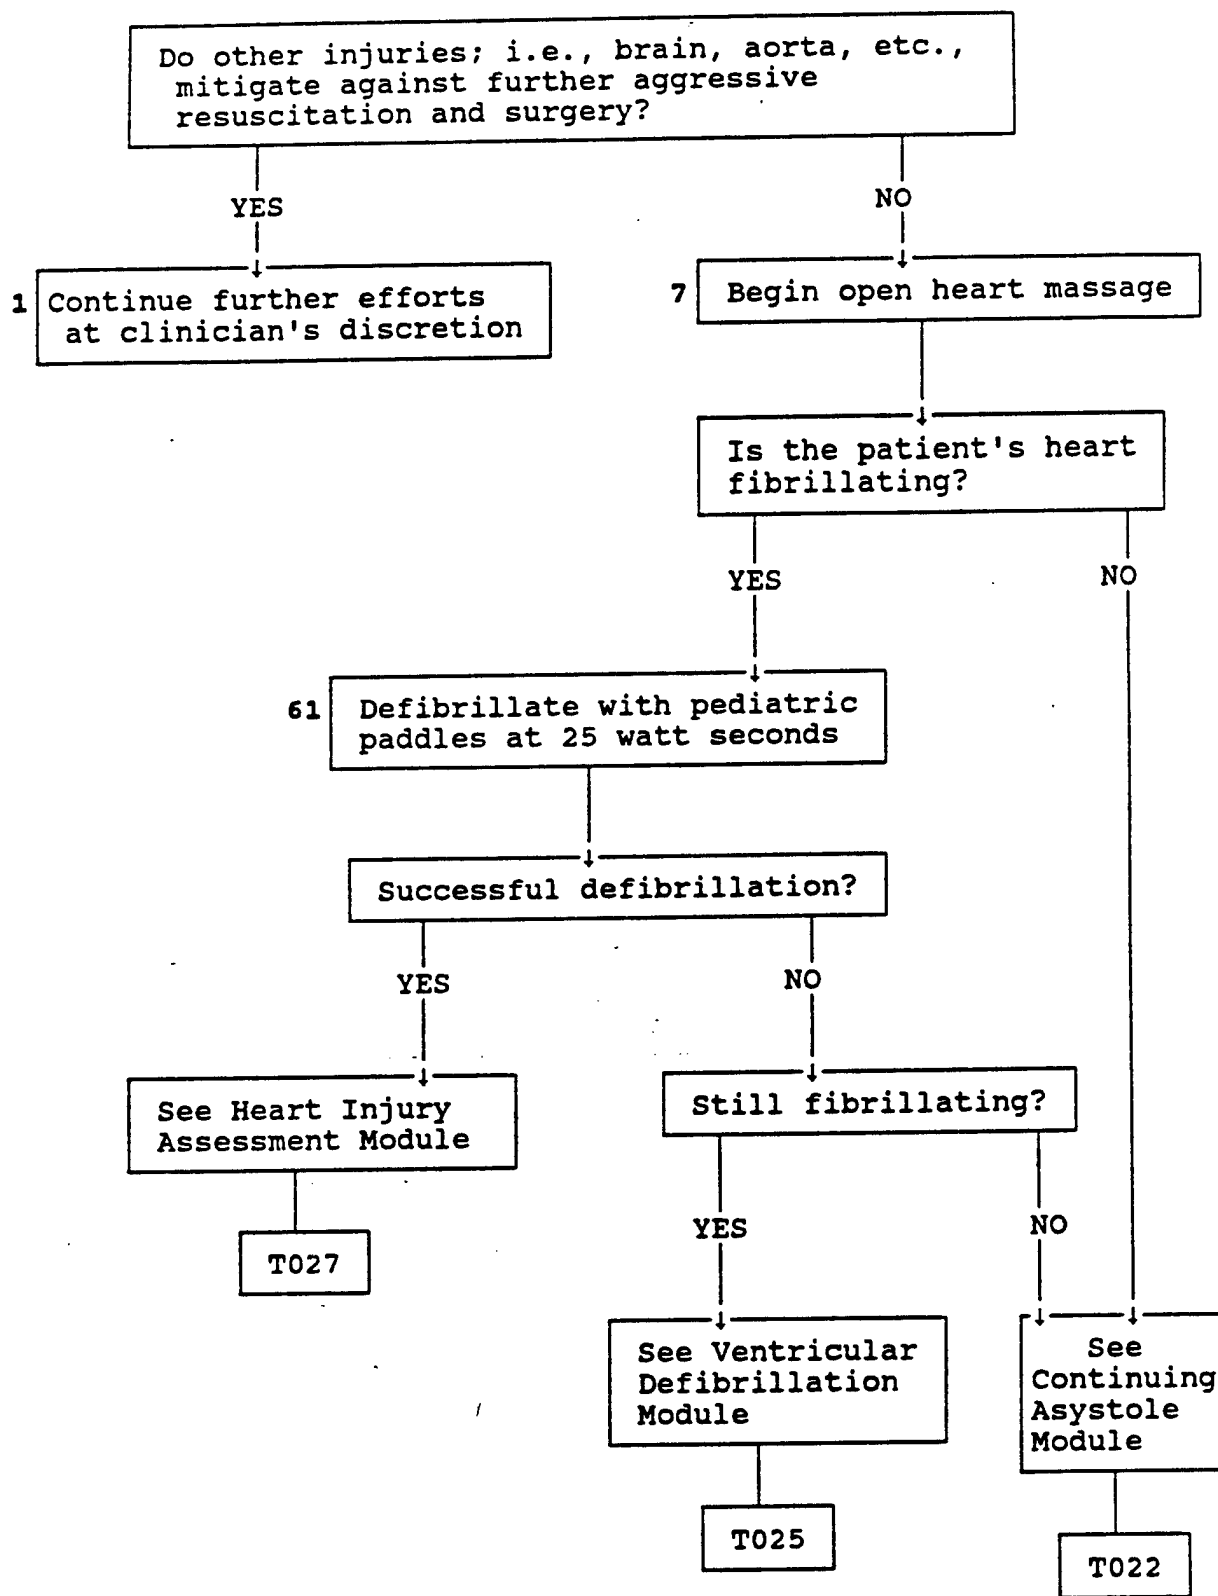 Do other injuries; i.e., brain, aorta, etc.,
mitigate against further aggressive
resuscitation and surgery?
YES
NO
1 Continue further efforts
at clinician's discretion
7 Begin open heart massage
Is the patient's heart
fibrillating?
YES
NO
61 Defibrillate with pediatric
paddles at 25 watt seconds
Successful defibrillation?
YES
NO
See Heart Injury
Assessment Module
Still fibrillating?
T027
YES
NO
See Ventricular
Defibrillation
Module
See
Continuing
Asystole
Module
T025
T022